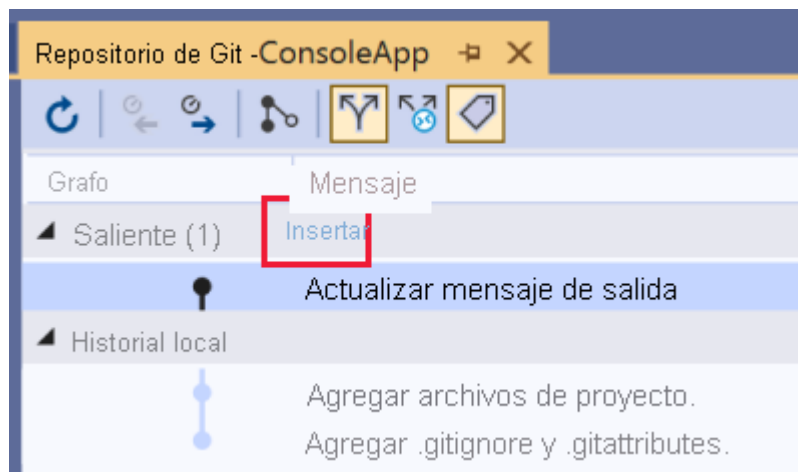 Repositorio de Git -ConsoleApp
Grafo Mensaje
Saliente (1) Insertar
Actualizar mensaje de salida
Historial local
Agregar archivos de proyecto.
Agregar .gitignore y .gitattributes.